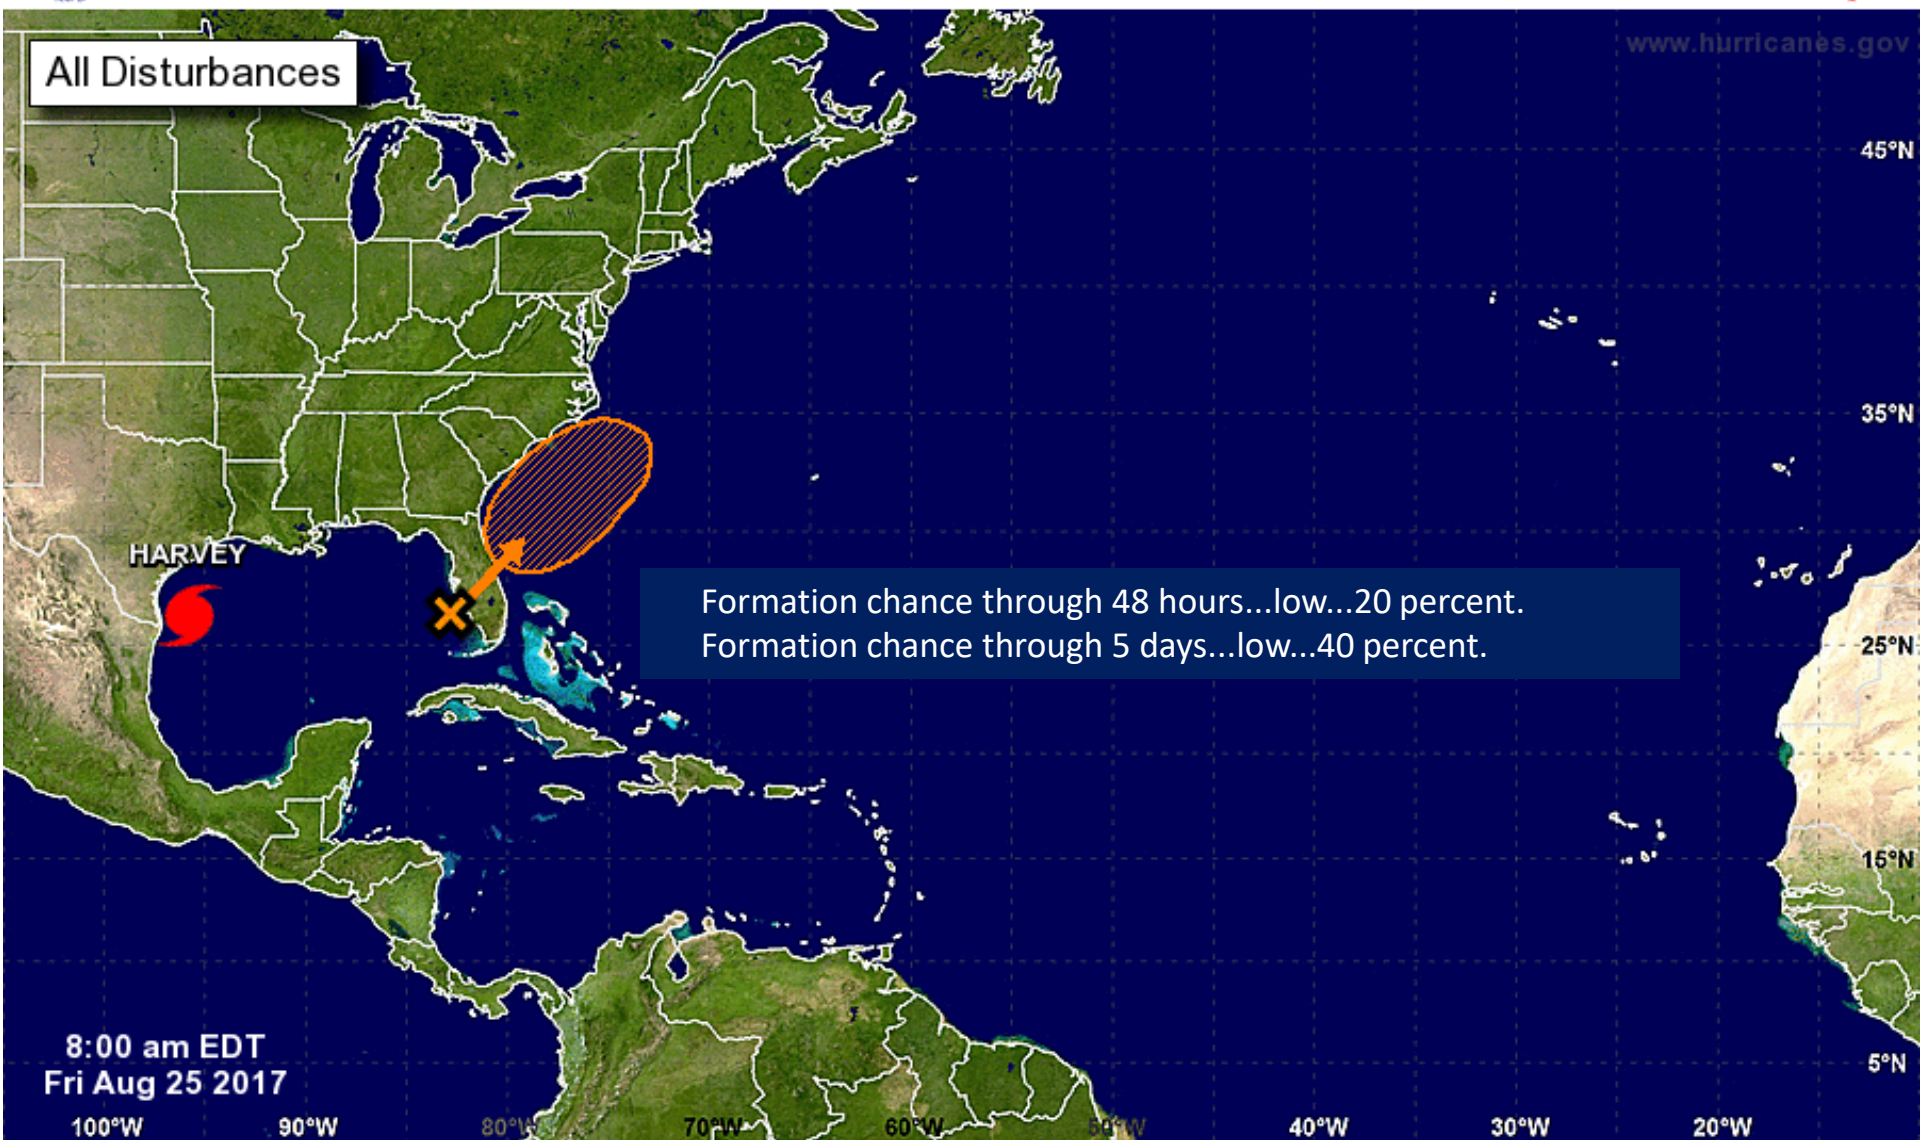 All Disturbances
www.hurricanes.gov
45°N
35°N
HARVEY
Formation chance through 48 hours...low...20 percent.
Formation chance through 5 days...low...40 percent.
25°N
15°N
8:00 am EDT
Fri Aug 25 2017
5°N
100°W 90°W 80°W 70°W 60°W 50°W 40°W 30°W 20°W